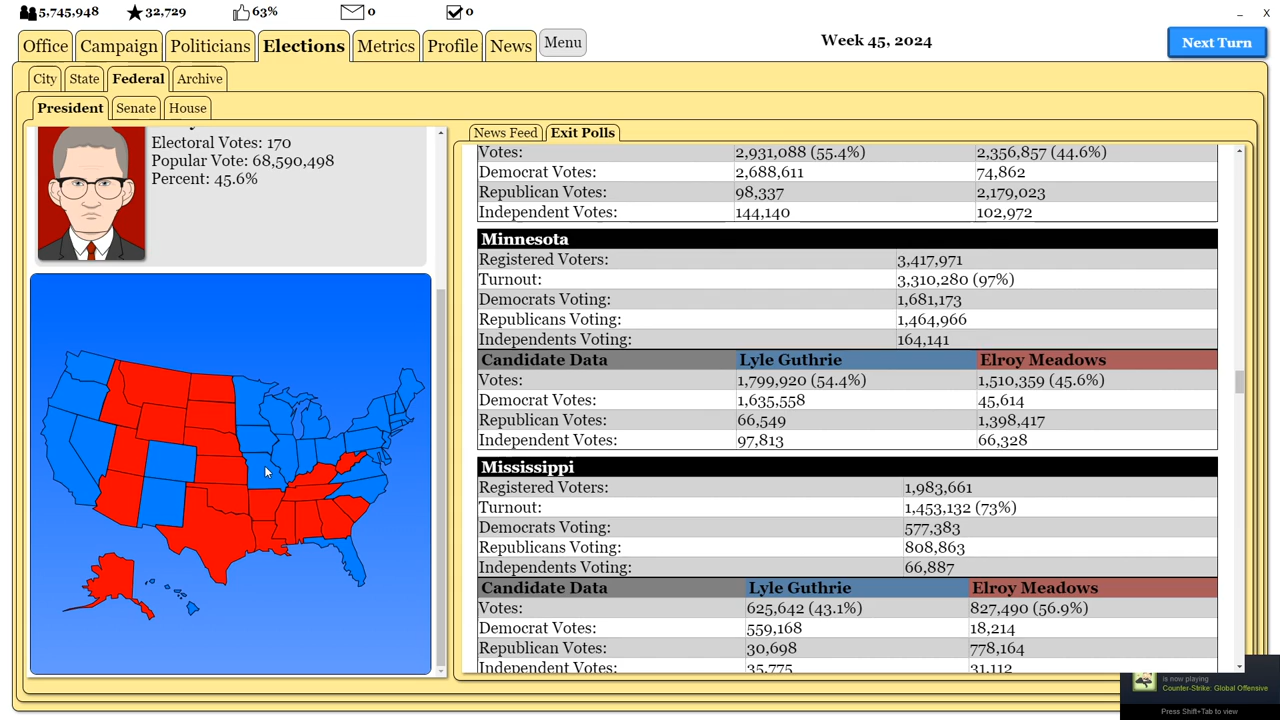 5,745,948 32,729 63% 0 0
_ X
Office Campaign Politicians Elections Metrics Profile News Menu Week 45, 2024 Next Turn
City State Federal Archive
President Senate House
Electoral Votes: 170
Popular Vote: 68,590,498
Percent: 45.6%
News Feed Exit Polls
Votes: 2,931,088 (55.4%) 2,356,857 (44.6%)
Democrat Votes: 2,688,611 74,862
Republican Votes: 98,337 2,179,023
Independent Votes: 144,140 102,972
Minnesota
Registered Voters: 3,417,971
Turnout: 3,310,280 (97%)
Democrats Voting: 1,681,173
Republicans Voting: 1,464,966
Independents Voting: 164,141
Candidate Data Lyle Guthrie Elroy Meadows
Votes: 1,799,920 (54.4%) 1,510,359 (45.6%)
Democrat Votes: 1,635,558 45,614
Republican Votes: 66,549 1,398,417
Independent Votes: 97,813 66,328
Mississippi
Registered Voters: 1,983,661
Turnout: 1,453,132 (73%)
Democrats Voting: 577,383
Republicans Voting: 808,863
Independents Voting: 66,887
Candidate Data Lyle Guthrie Elroy Meadows
Votes: 625,642 (43.1%) 827,490 (56.9%)
Democrat Votes: 559,168 18,214
Republican Votes: 30,698 778,164
Independent Votes: 35,775 31,112
is now playing
Counter-Strike: Global Offensive
Press Shift+Tab to view